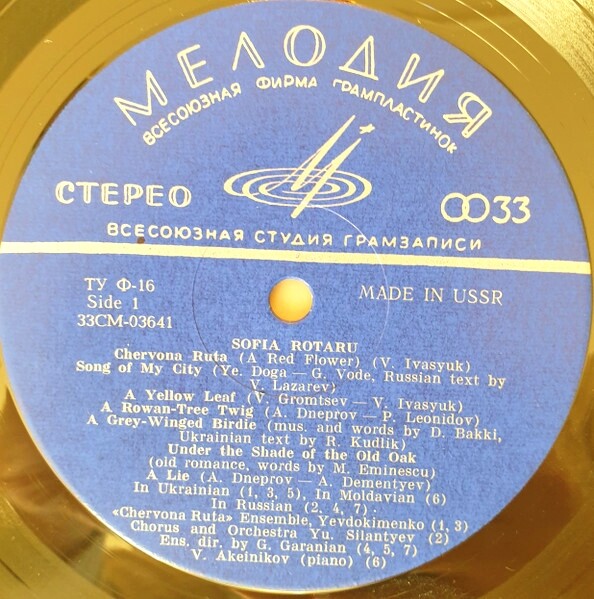 МЕЛОДИЯ
ВСЕСОЮЗНАЯ ФИРМА ГРАМПЛАСТИНОК
СТЕРЕО
33
ВСЕСОЮЗНАЯ СТУДИЯ ГРАМЗАПИСИ
ТУ Ф-16
Side 1
33СМ-03641
MADE IN USSR
SOFIA ROTARU
Chervona Ruta (A Red Flower) (V. Ivasyuk)
Song of My City (Ye. Doga — G. Vode, Russian text by
V. Lazarev)
A Yellow Leaf (V. Gromtsev — V. Ivasyuk)
A Rowan-Tree Twig (A. Dneprov — P. Leonidov)
A Grey-Winged Birdie (mus. and words by D. Bakki,
Ukrainian text by R. Kudlik)
Under the Shade of the Old Oak
(old romance, words by M. Eminescu)
A Lie (A. Dneprov — A. Dementyev)
In Ukrainian (1, 3, 5), In Moldavian (6)
In Russian (2, 4, 7)
«Chervona Ruta» Ensemble, Yevdokimenko (1, 3)
Chorus and Orchestra Yu. Silantyev (2)
Ens. dir. by G. Garanian (4, 5, 7)
V. Akeinikov (piano) (6)